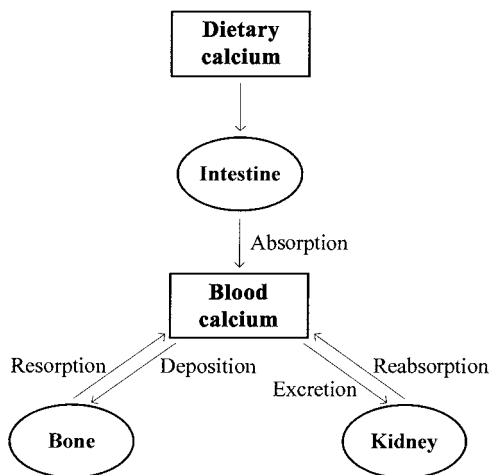 Dietary
calcium
Intestine
Absorption
Blood
calcium
Resorption
Deposition
Reabsorption
Excretion
Bone
Kidney